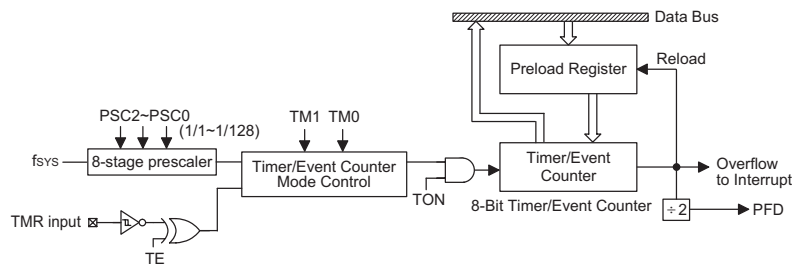 Data Bus
Preload Register
Reload
PSC2~PSC0
(1/1~1/128)
TM1
TM0
fSYS
8-stage prescaler
Timer/Event Counter
Mode Control
TON
Timer/Event
Counter
8-Bit Timer/Event Counter
Overflow
to Interrupt
÷2
PFD
TMR input
TE